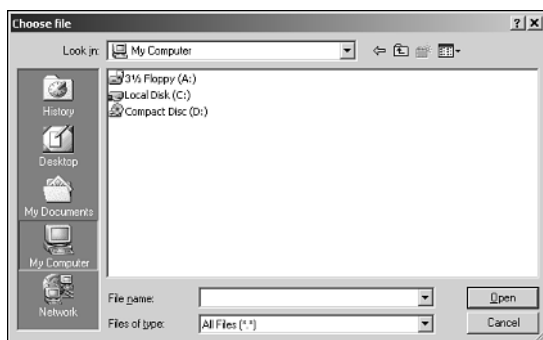 Choose file
Look in: My Computer
3½ Floppy (A:)
Local Disk (C:)
Compact Disc (D:)
History
Desktop
My Documents
My Computer
Network
File name:
Open
Files of type: All Files (*.*)
Cancel